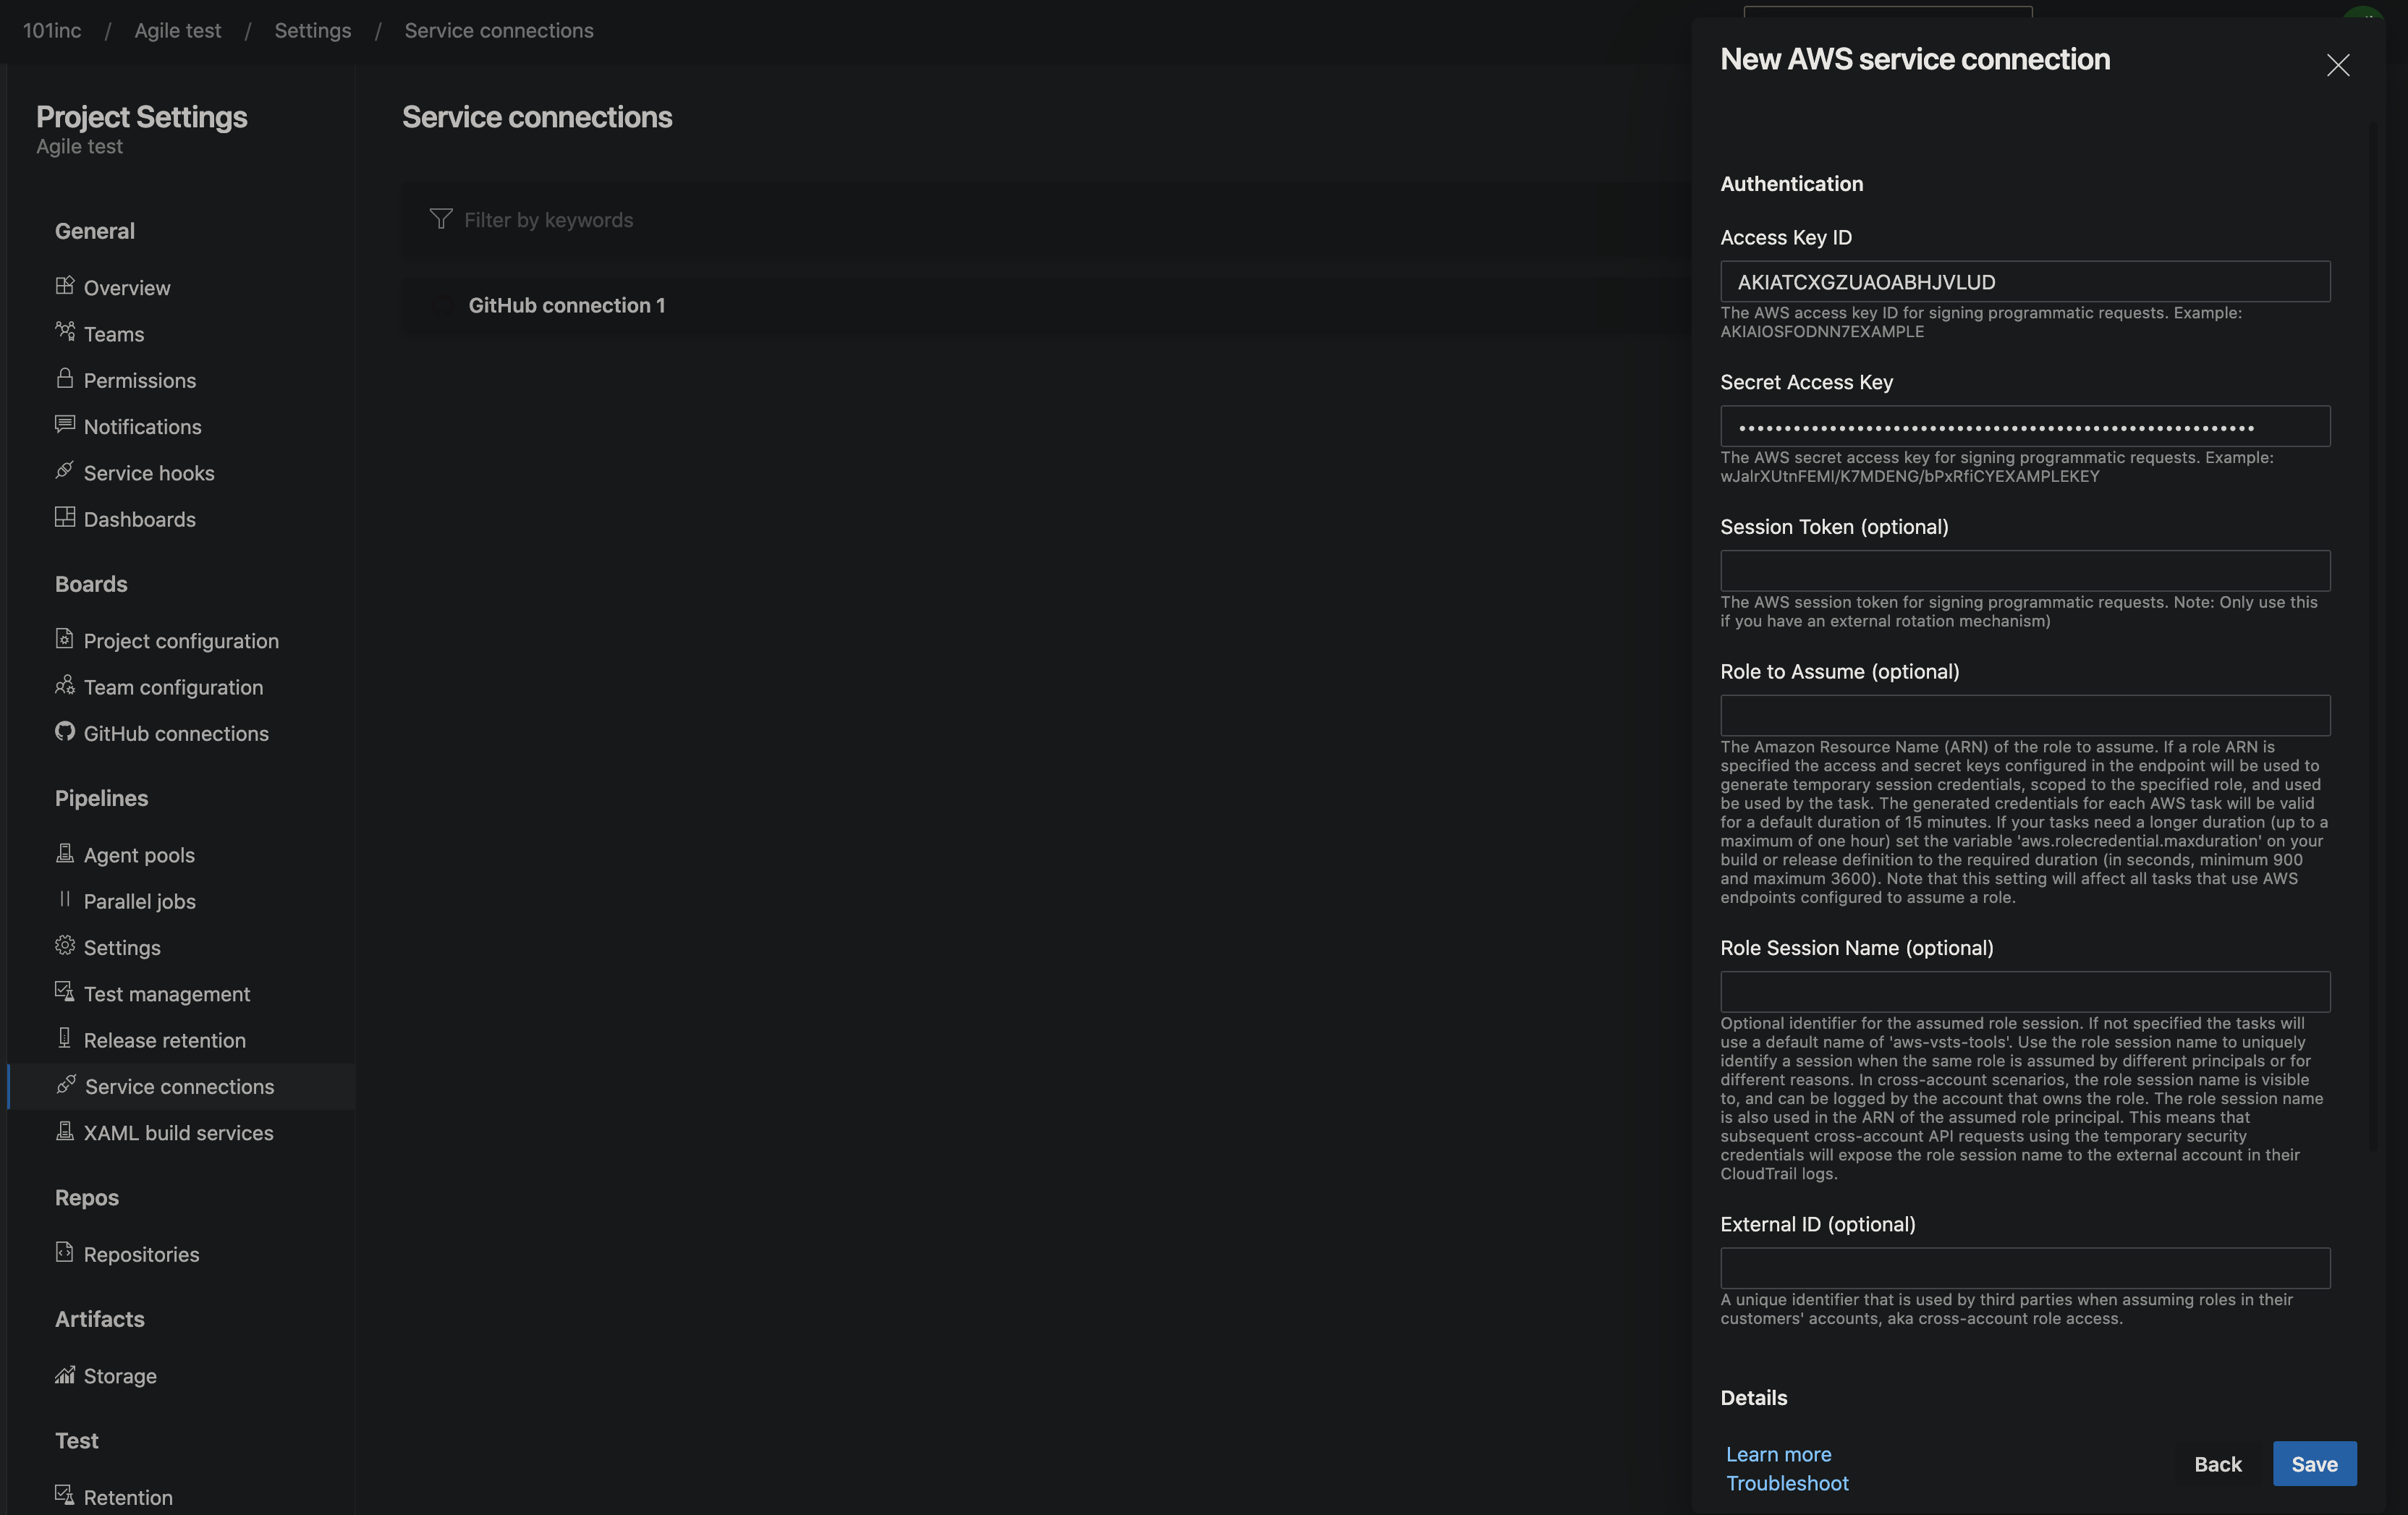 101inc / Agile test / Settings / Service connections
Project Settings
Agile test
General
Overview
Teams
Permissions
Notifications
Service hooks
Dashboards
Boards
Project configuration
Team configuration
GitHub connections
Pipelines
Agent pools
Parallel jobs
Settings
Test management
Release retention
Service connections
XAML build services
Repos
Repositories
Artifacts
Storage
Test
Retention
Service connections
Filter by keywords
GitHub connection 1
New AWS service connection
Authentication
Access Key ID
AKIATCXGZUAOABHJVLUD
The AWS access key ID for signing programmatic requests. Example:
AKIAIOSFODNN7EXAMPLE
Secret Access Key
The AWS secret access key for signing programmatic requests. Example:
wJalrXUtnFEMI/K7MDENG/bPxRfiCYEXAMPLEKEY
Session Token (optional)
The AWS session token for signing programmatic requests. Note: Only use this
if you have an external rotation mechanism)
Role to Assume (optional)
The Amazon Resource Name (ARN) of the role to assume. If a role ARN is
specified the access and secret keys configured in the endpoint will be used to
generate temporary session credentials, scoped to the specified role, and used
be used by the task. The generated credentials for each AWS task will be valid
for a default duration of 15 minutes. If your tasks need a longer duration (up to a
maximum of one hour) set the variable 'aws.rolecredential.maxduration' on your
build or release definition to the required duration (in seconds, minimum 900
and maximum 3600). Note that this setting will affect all tasks that use AWS
endpoints configured to assume a role.
Role Session Name (optional)
Optional identifier for the assumed role session. If not specified the tasks will
use a default name of 'aws-vsts-tools'. Use the role session name to uniquely
identify a session when the same role is assumed by different principals or for
different reasons. In cross-account scenarios, the role session name is visible
to, and can be logged by the account that owns the role. The role session name
is also used in the ARN of the assumed role principal. This means that
subsequent cross-account API requests using the temporary security
credentials will expose the role session name to the external account in their
CloudTrail logs.
External ID (optional)
A unique identifier that is used by third parties when assuming roles in their
customers' accounts, aka cross-account role access.
Details
Learn more
Troubleshoot
Back
Save